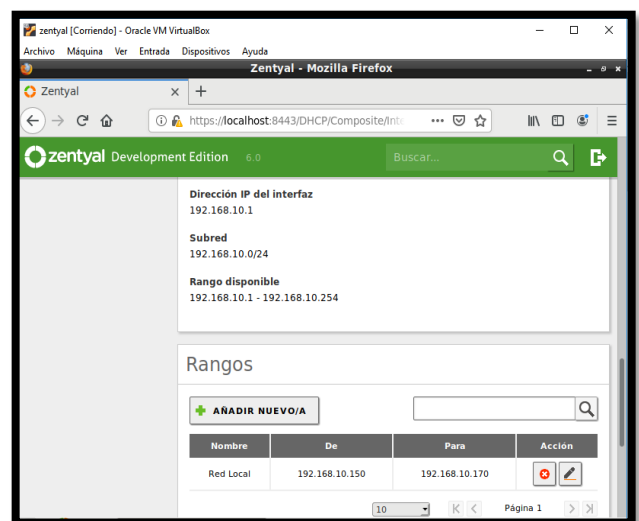 zentyal [Corriendo] - Oracle VM VirtualBox
Archivo Máquina Ver Entrada Dispositivos Ayuda
Zentyal - Mozilla Firefox
Zentyal
https://localhost:8443/DHCP/Composite/Inte
zentyal Development Edition 6.0 Buscar...
Dirección IP del interfaz
192.168.10.1
Subred
192.168.10.0/24
Rango disponible
192.168.10.1 - 192.168.10.254
Rangos
AÑADIR NUEVO/A
Nombre De Para Acción
Red Local 192.168.10.150 192.168.10.170
10 Página 1